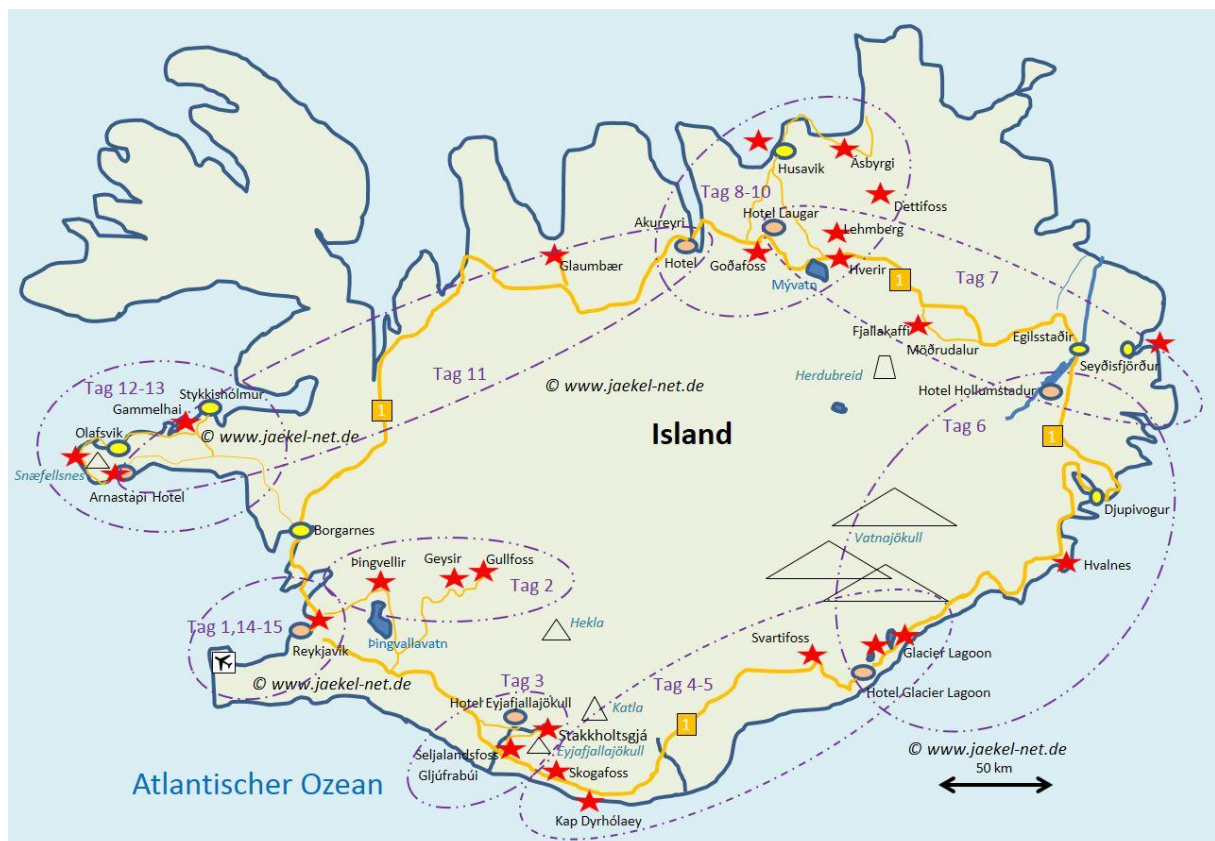 Husavik
Ásbyrgi
Tag 8-10
Dettifoss
Hotel Laugar
Akureyri
Lehmberg
Glaumbær
Hotel
Goðafoss
Hverir
Mývatn
1
Tag 7
Fjallakaffi
Möðrudalur
Egilsstaðir
Seyðisfjörður
Tag 11
© www.jaekel-net.de
Herdubreid
Hotel Hollumstadur
Tag 12-13
Stykkishólmur
Gammelhai
1
© www.jaekel-net.de
Island
Tag 6
1
Olafsvik
Snæfellsnes
Arnastapi Hotel
Djupivogur
Borgarnes
Vatnajökull
Hvalnes
Þingvellir
Geysir
Gullfoss
Tag 2
Tag 1,14-15
Hekla
Reykjavik
Þingvallavatn
Svartifoss
Glacier Lagoon
© www.jaekel-net.de
Tag 3
Tag 4-5
Hotel Glacier Lagoon
Hotel Eyjafjallajökull
Katla
1
Stakkholtsgjá
Seljalandsfoss
Eyjafjallajökull
Gljúfrabúi
Skogafoss
© www.jaekel-net.de
50 km
Atlantischer Ozean
Kap Dyrhólaey